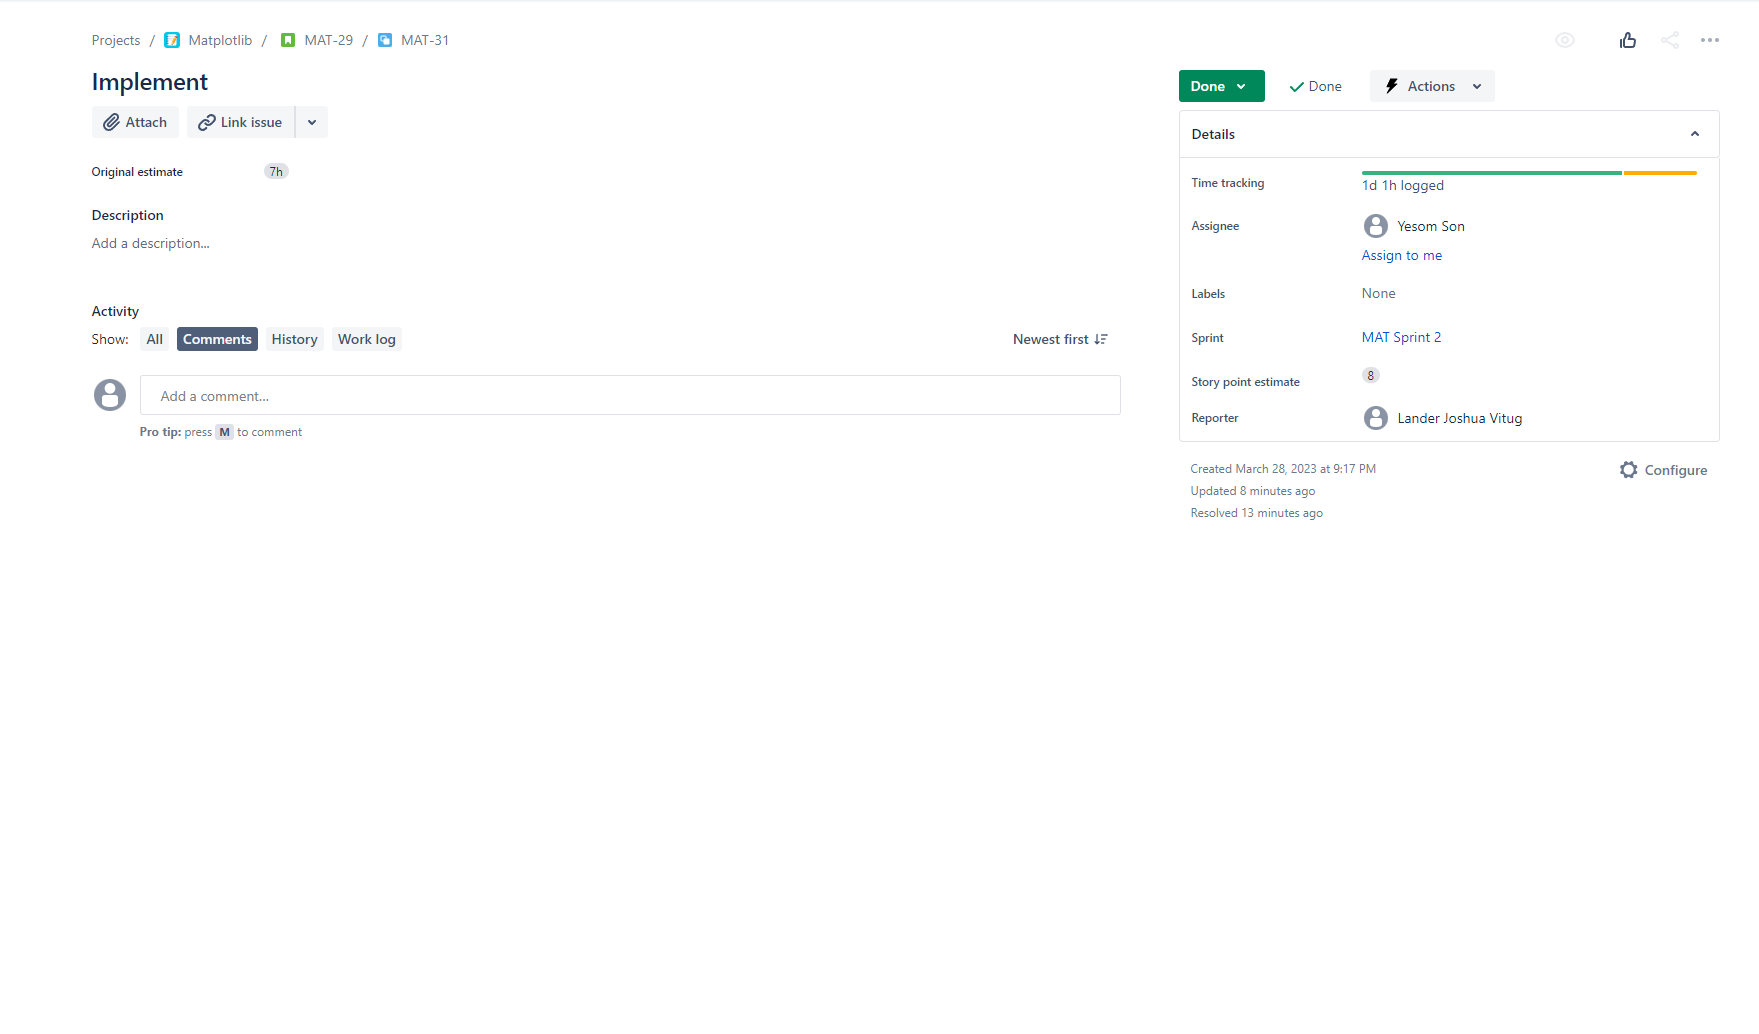 Projects / Matplotlib / MAT-29 / MAT-31
Implement
Attach Link issue
Original estimate 7h
Description
Add a description...
Activity
Show: All Comments History Work log Newest first
Add a comment...
Pro tip: press M to comment
Done Done Actions
Details
Time tracking 1d 1h logged
Assignee Yesom Son
Assign to me
Labels None
Sprint MAT Sprint 2
Story point estimate 8
Reporter Lander Joshua Vitug
Created March 28, 2023 at 9:17 PM Configure
Updated 8 minutes ago
Resolved 13 minutes ago